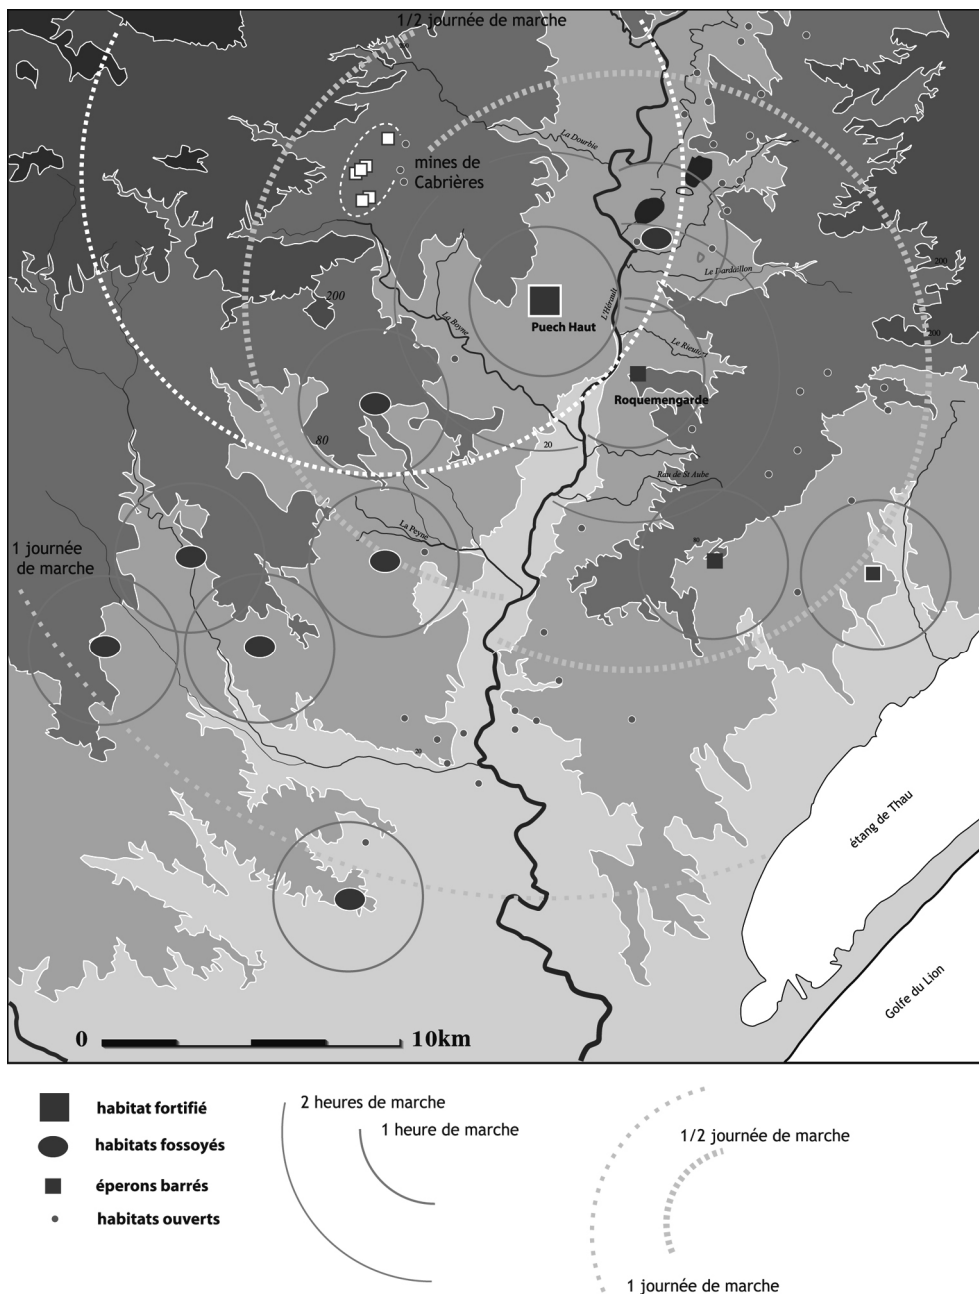 1/2 journée de marche
La Dourbie
mines de
Cabrières
200
Le Dardaillon
200
L'Hérault
La Boyne
Puech Haut
Le Rieutort
200
Roquemengarde
80
20
Rau de St Aube
La Peyne
80
1 journée
de marche
20
étang de Thau
Golfe du Lion
0
10km
habitat fortifié
habitats fossoyés
éperons barrés
habitats ouverts
2 heures de marche
1 heure de marche
1/2 journée de marche
1 journée de marche